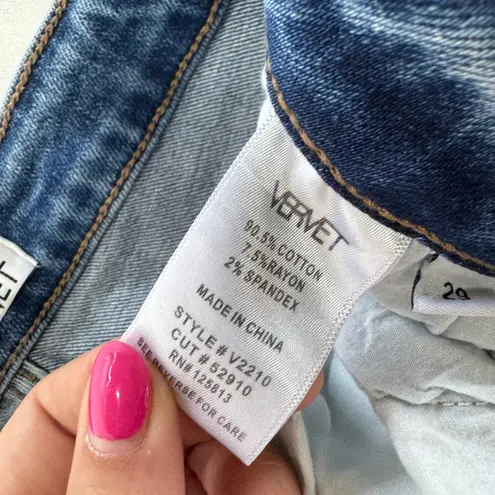 VERVET
90.5% COTTON
7.5% RAYON
2% SPANDEX
MADE IN CHINA
STYLE# V2210
CUT# 52910
RN# 125813
SEE REVERSE FOR CARE
29
ET